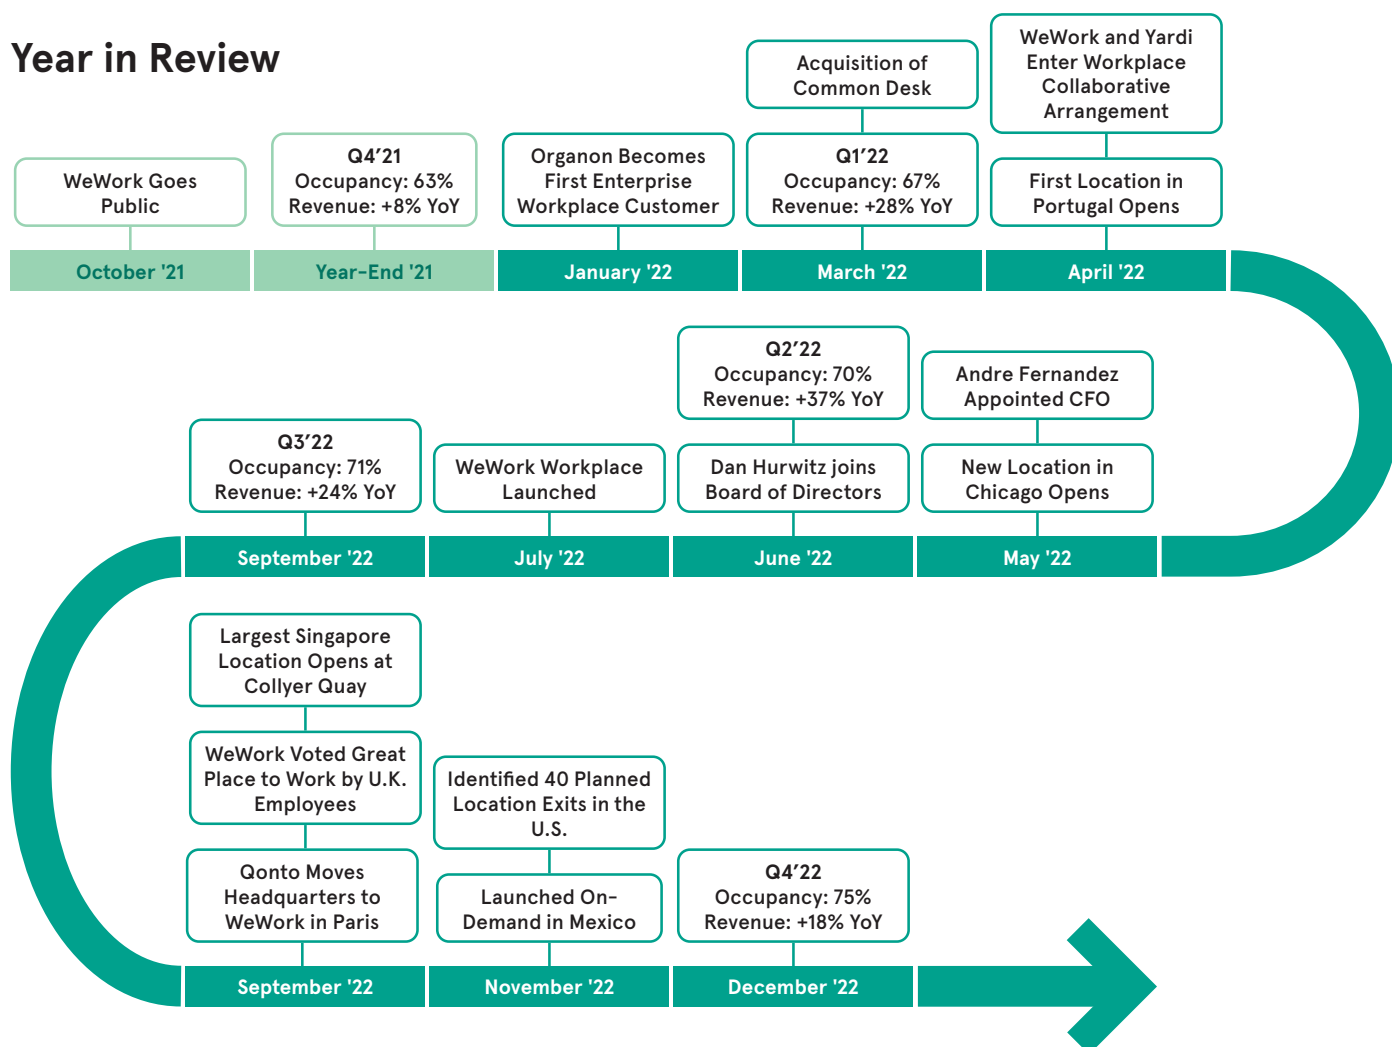 Year in Review
WeWork Goes
Public
October '21
Q4’21
Occupancy: 63%
Revenue: +8% YoY
Year-End '21
Organon Becomes
First Enterprise
Workplace Customer
January '22
Acquisition of
Common Desk
Q1’22
Occupancy: 67%
Revenue: +28% YoY
March '22
WeWork and Yardi
Enter Workplace
Collaborative
Arrangement
First Location in
Portugal Opens
April '22
Andre Fernandez
Appointed CFO
New Location in
Chicago Opens
May '22
Q2’22
Occupancy: 70%
Revenue: +37% YoY
Dan Hurwitz joins
Board of Directors
June '22
WeWork Workplace
Launched
July '22
Q3’22
Occupancy: 71%
Revenue: +24% YoY
September '22
Largest Singapore
Location Opens at
Collyer Quay
WeWork Voted Great
Place to Work by U.K.
Employees
Qonto Moves
Headquarters to
WeWork in Paris
September '22
Identified 40 Planned
Location Exits in the
U.S.
Launched On-
Demand in Mexico
November '22
Q4’22
Occupancy: 75%
Revenue: +18% YoY
December '22